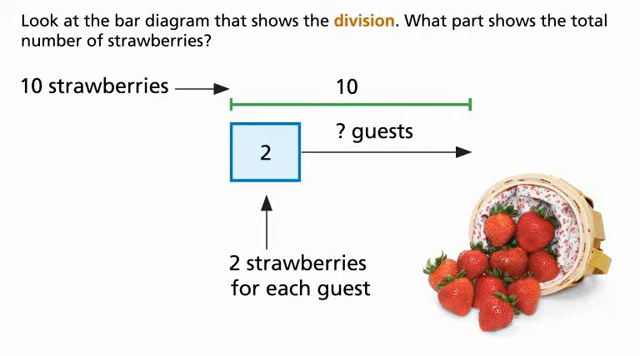 Look at the bar diagram that shows the division. What part shows the total
number of strawberries?
10 strawberries
10
? guests
2
2 strawberries
for each guest